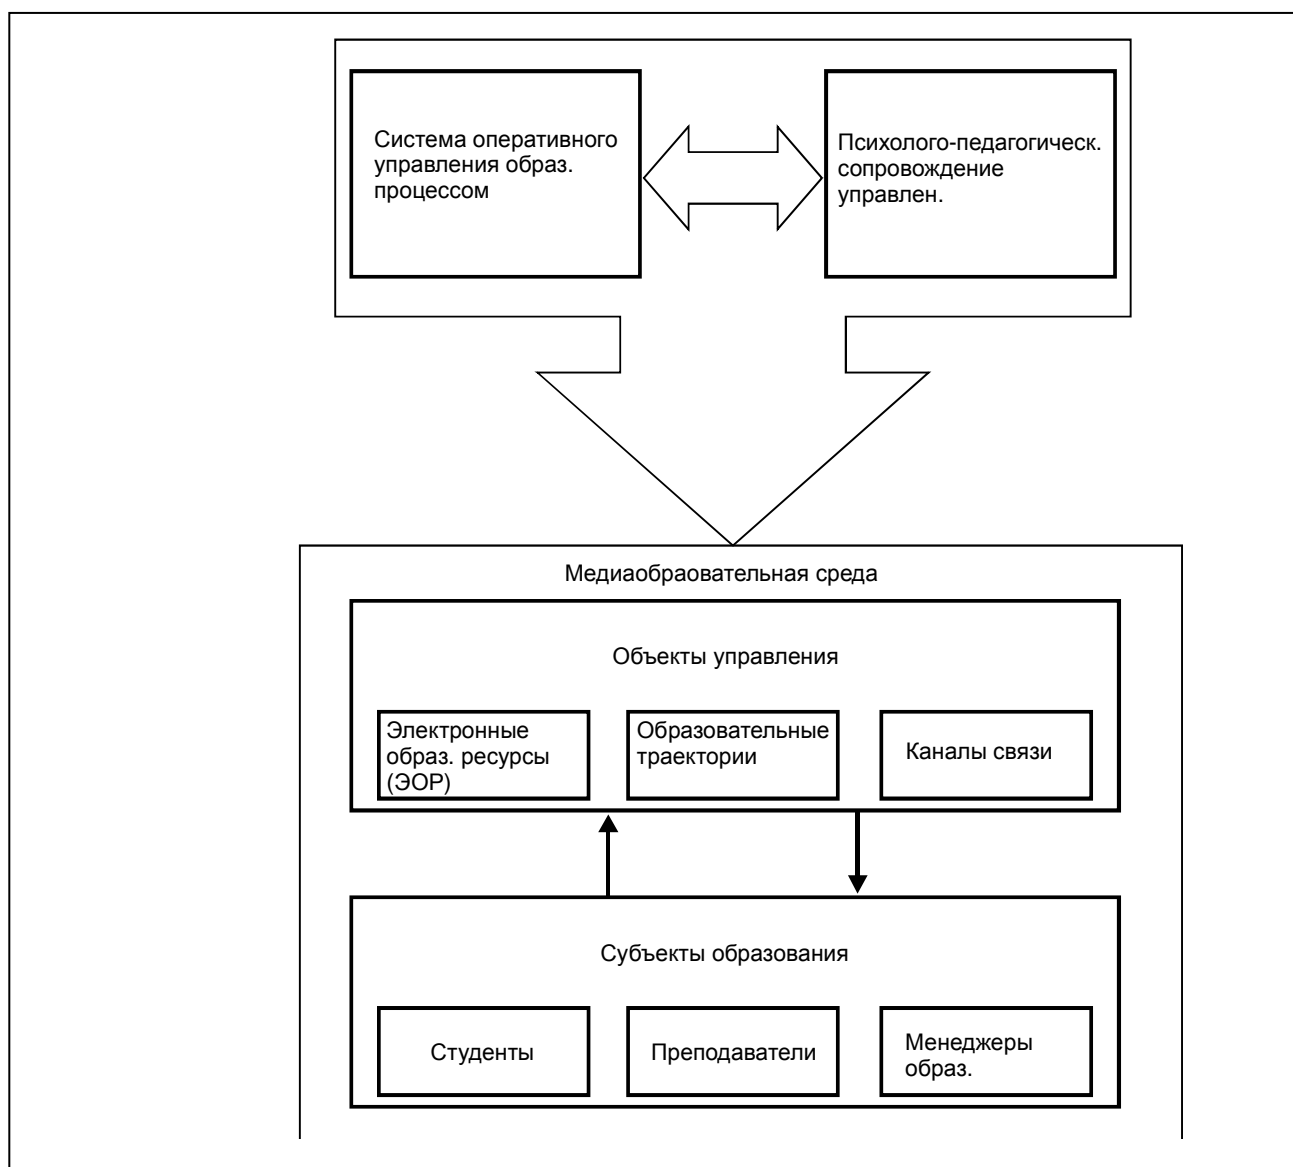 Система оперативного
управления образ.
процессом
Психолого-педагогическ.
сопровождение
управлен.
Медиаобраовательная среда
Объекты управления
Электронные
образ. ресурсы
(ЭОР)
Образовательные
траектории
Каналы связи
Субъекты образования
Студенты
Преподаватели
Менеджеры
образ.